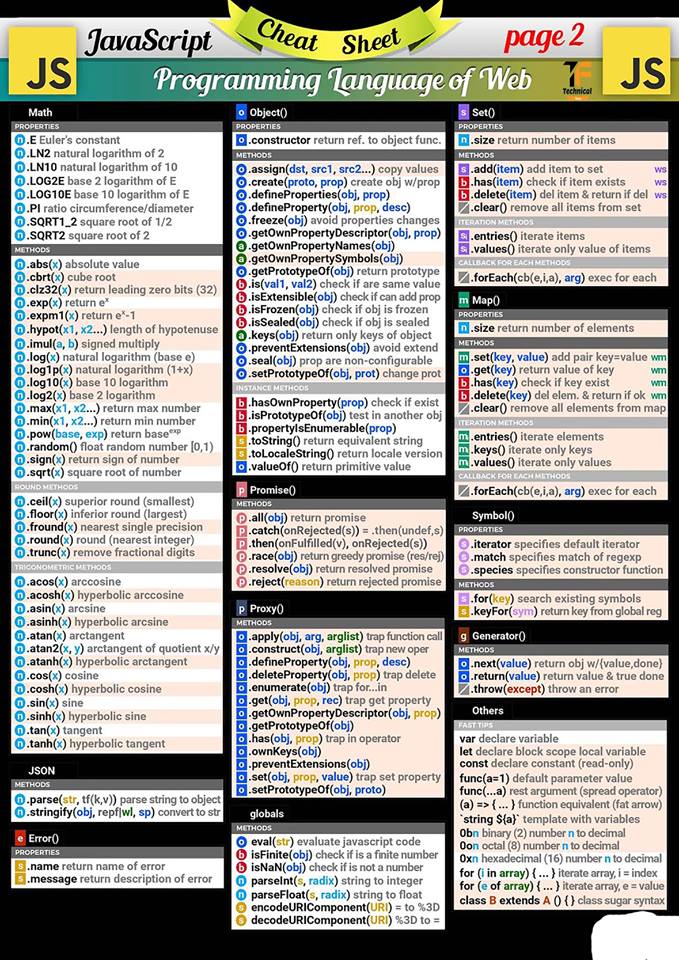 JavaScript
Cheat Sheet
page 2
JS
Programming Language of Web
TF
Technical
JS
Math
PROPERTIES
n .E Euler's constant
n .LN2 natural logarithm of 2
n .LN10 natural logarithm of 10
n .LOG2E base 2 logarithm of E
n .LOG10E base 10 logarithm of E
n .PI ratio circumference/diameter
n .SQRT1_2 square root of 1/2
n .SQRT2 square root of 2
METHODS
n .abs(x) absolute value
n .cbrt(x) cube root
n .clz32(x) return leading zero bits (32)
n .exp(x) return eˣ
n .expm1(x) return eˣ-1
n .hypot(x1, x2...) length of hypotenuse
n .imul(a, b) signed multiply
n .log(x) natural logarithm (base e)
n .log1p(x) natural logarithm (1+x)
n .log10(x) base 10 logarithm
n .log2(x) base 2 logarithm
n .max(x1, x2...) return max number
n .min(x1, x2...) return min number
n .pow(base, exp) return baseᵉˣᵖ
n .random() float random number [0,1)
n .sign(x) return sign of number
n .sqrt(x) square root of number
ROUND METHODS
n .ceil(x) superior round (smallest)
n .floor(x) inferior round (largest)
n .fround(x) nearest single precision
n .round(x) round (nearest integer)
n .trunc(x) remove fractional digits
TRIGONOMETRIC METHODS
n .acos(x) arccosine
n .acosh(x) hyperbolic arccosine
n .asin(x) arcsine
n .asinh(x) hyperbolic arcsine
n .atan(x) arctangent
n .atan2(x, y) arctangent of quotient x/y
n .atanh(x) hyperbolic arctangent
n .cos(x) cosine
n .cosh(x) hyperbolic cosine
n .sin(x) sine
n .sinh(x) hyperbolic sine
n .tan(x) tangent
n .tanh(x) hyperbolic tangent
JSON
METHODS
n .parse(str, tf(k,v)) parse string to object
n .stringify(obj, repf|wl, sp) convert to str
e Error()
PROPERTIES
s .name return name of error
s .message return description of error
o Object()
PROPERTIES
o .constructor return ref. to object func.
METHODS
o .assign(dst, src1, src2...) copy values
o .create(proto, prop) create obj w/prop
o .defineProperties(obj, prop)
o .defineProperty(obj, prop, desc)
o .freeze(obj) avoid properties changes
o .getOwnPropertyDescriptor(obj, prop)
a .getOwnPropertyNames(obj)
a .getOwnPropertySymbols(obj)
o .getPrototypeOf(obj) return prototype
b .is(val1, val2) check if are same value
b .isExtensible(obj) check if can add prop
b .isFrozen(obj) check if obj is frozen
b .isSealed(obj) check if obj is sealed
a .keys(obj) return only keys of object
o .preventExtensions(obj) avoid extend
o .seal(obj) prop are non-configurable
o .setPrototypeOf(obj, prot) change prot
INSTANCE METHODS
b .hasOwnProperty(prop) check if exist
b .isPrototypeOf(obj) test in another obj
b .propertyIsEnumerable(prop)
s .toString() return equivalent string
s .toLocaleString() return locale version
o .valueOf() return primitive value
p Promise()
METHODS
p .all(obj) return promise
p .catch(onRejected(s)) = .then(undef,s)
p .then(onFulfilled(v), onRejected(s))
p .race(obj) return greedy promise (res/rej)
p .resolve(obj) return resolved promise
p .reject(reason) return rejected promise
p Proxy()
METHODS
o .apply(obj, arg, arglist) trap function call
o .construct(obj, arglist) trap new oper
o .defineProperty(obj, prop, desc)
o .deleteProperty(obj, prop) trap delete
o .enumerate(obj) trap for...in
o .get(obj, prop, rec) trap get property
o .getOwnPropertyDescriptor(obj, prop)
o .getPrototypeOf(obj)
o .has(obj, prop) trap in operator
o .ownKeys(obj)
o .preventExtensions(obj)
o .set(obj, prop, value) trap set property
o .setPrototypeOf(obj, proto)
globals
METHODS
o eval(str) evaluate javascript code
b isFinite(obj) check if is a finite number
b isNaN(obj) check if is not a number
n parseInt(s, radix) string to integer
n parseFloat(s, radix) string to float
s encodeURIComponent(URI) = to %3D
s decodeURIComponent(URI) %3D to =
s Set()
PROPERTIES
n .size return number of items
METHODS
s .add(item) add item to set ws
b .has(item) check if item exists ws
b .delete(item) del item & return if del ws
.clear() remove all items from set
ITERATION METHODS
Si .entries() iterate items
Si .values() iterate only value of items
CALLBACK FOR EACH METHODS
.forEach(cb(e,i,a), arg) exec for each
m Map()
PROPERTIES
n .size return number of elements
METHODS
m .set(key, value) add pair key=value wm
o .get(key) return value of key wm
b .has(key) check if key exist wm
b .delete(key) del elem. & return if ok wm
.clear() remove all elements from map
ITERATION METHODS
m .entries() iterate elements
m .keys() iterate only keys
m .values() iterate only values
CALLBACK FOR EACH METHODS
.forEach(cb(e,i,a), arg) exec for each
Symbol()
PROPERTIES
s .iterator specifies default iterator
s .match specifies match of regexp
s .species specifies constructor function
METHODS
s .for(key) search existing symbols
s .keyFor(sym) return key from global reg
g Generator()
METHODS
o .next(value) return obj w/{value,done}
o .return(value) return value & true done
.throw(except) throw an error
Others
FAST TIPS
var declare variable
let declare block scope local variable
const declare constant (read-only)
func(a=1) default parameter value
func(...a) rest argument (spread operator)
(a) => { ... } function equivalent (fat arrow)
`string ${a}` template with variables
0bn binary (2) number n to decimal
0on octal (8) number n to decimal
0xn hexadecimal (16) number n to decimal
for (i in array) { ... } iterate array, i = index
for (e of array) { ... } iterate array, e = value
class B extends A () { } class sugar syntax